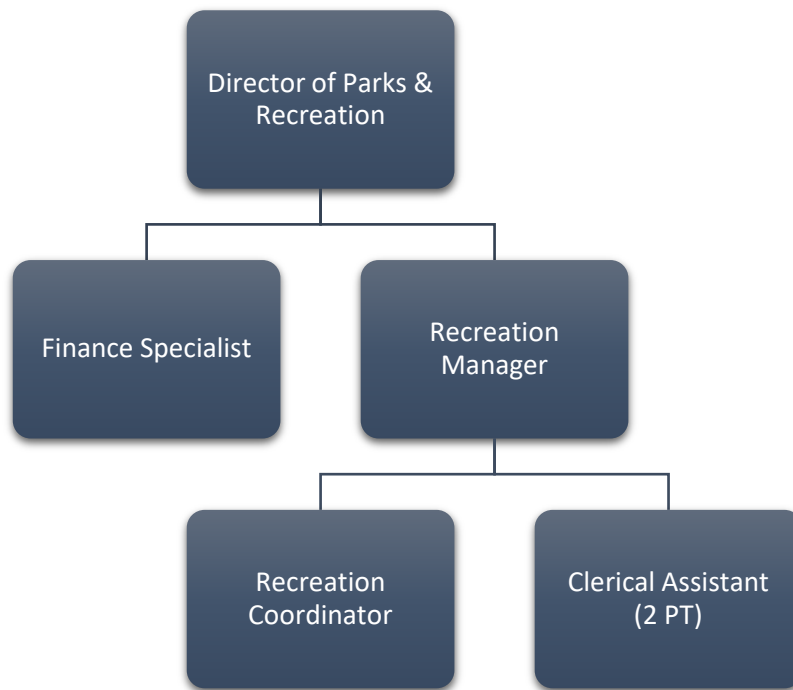 Director of Parks &
Recreation
Finance Specialist
Recreation
Manager
Recreation
Coordinator
Clerical Assistant
(2 PT)